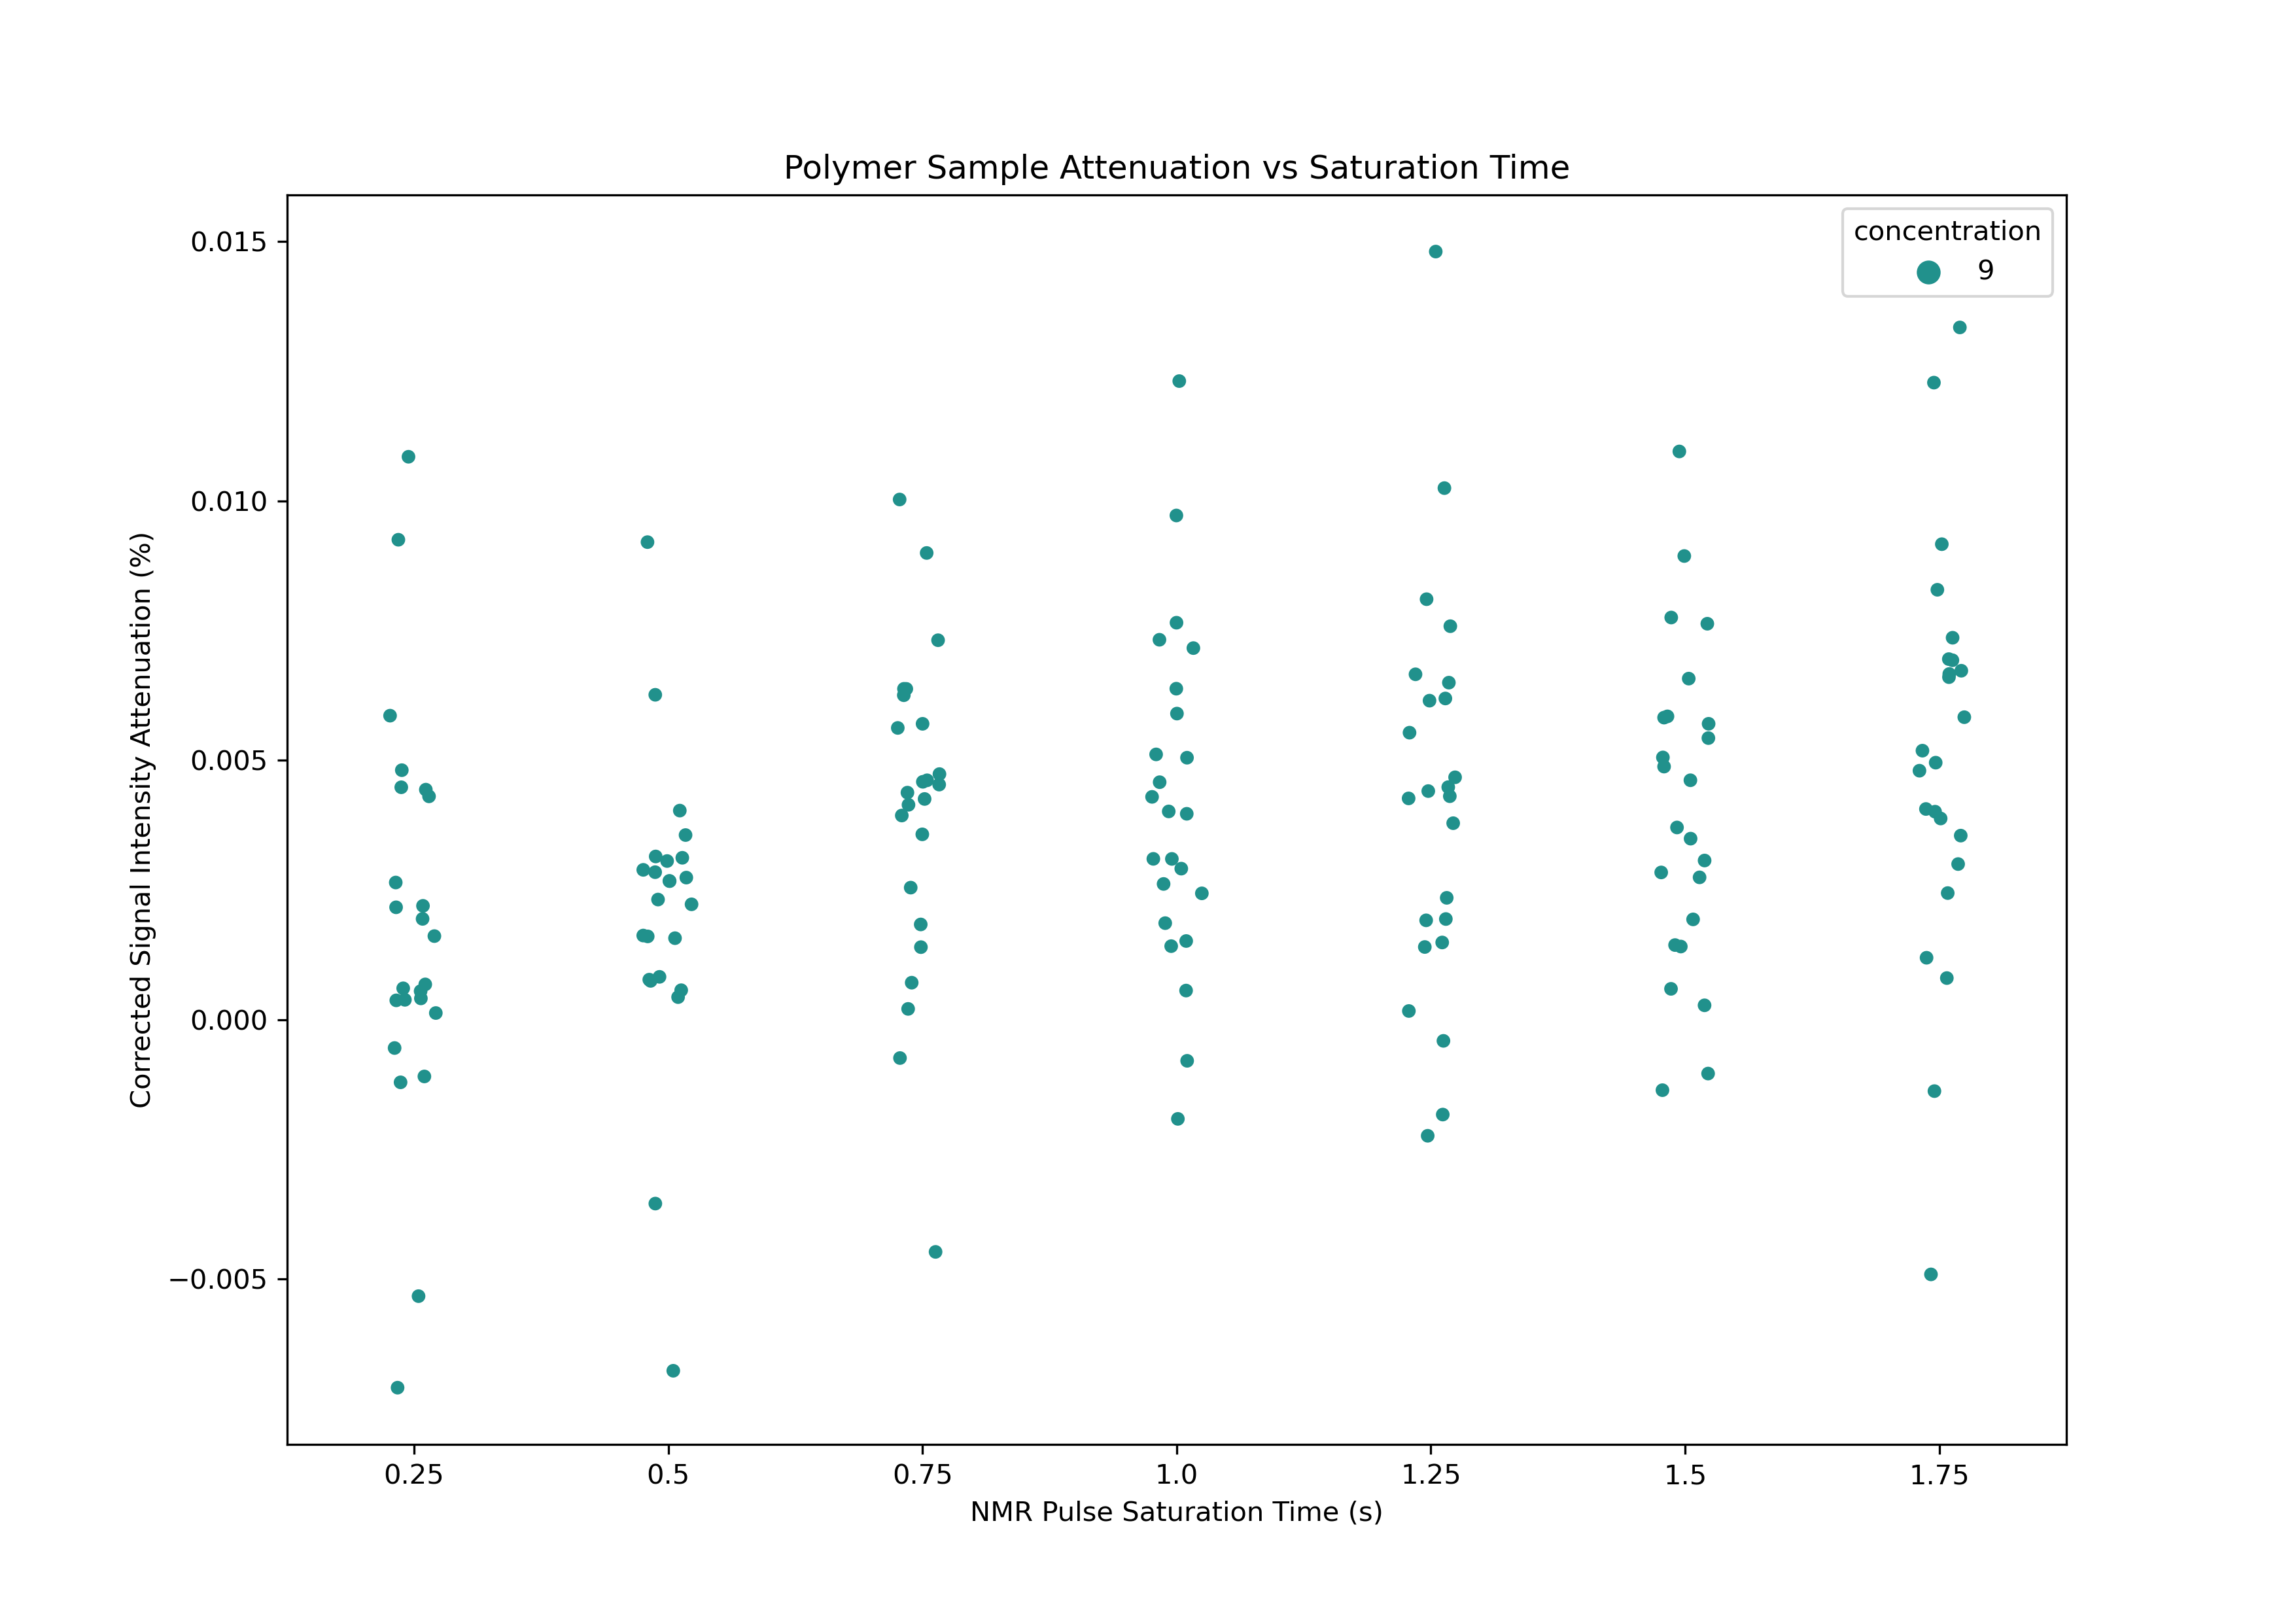 Polymer Sample Attenuation vs Saturation Time
concentration
9
Corrected Signal Intensity Attenuation (%)
0.015
0.010
0.005
0.000
−0.005
0.25 0.5 0.75 1.0 1.25 1.5 1.75
NMR Pulse Saturation Time (s)